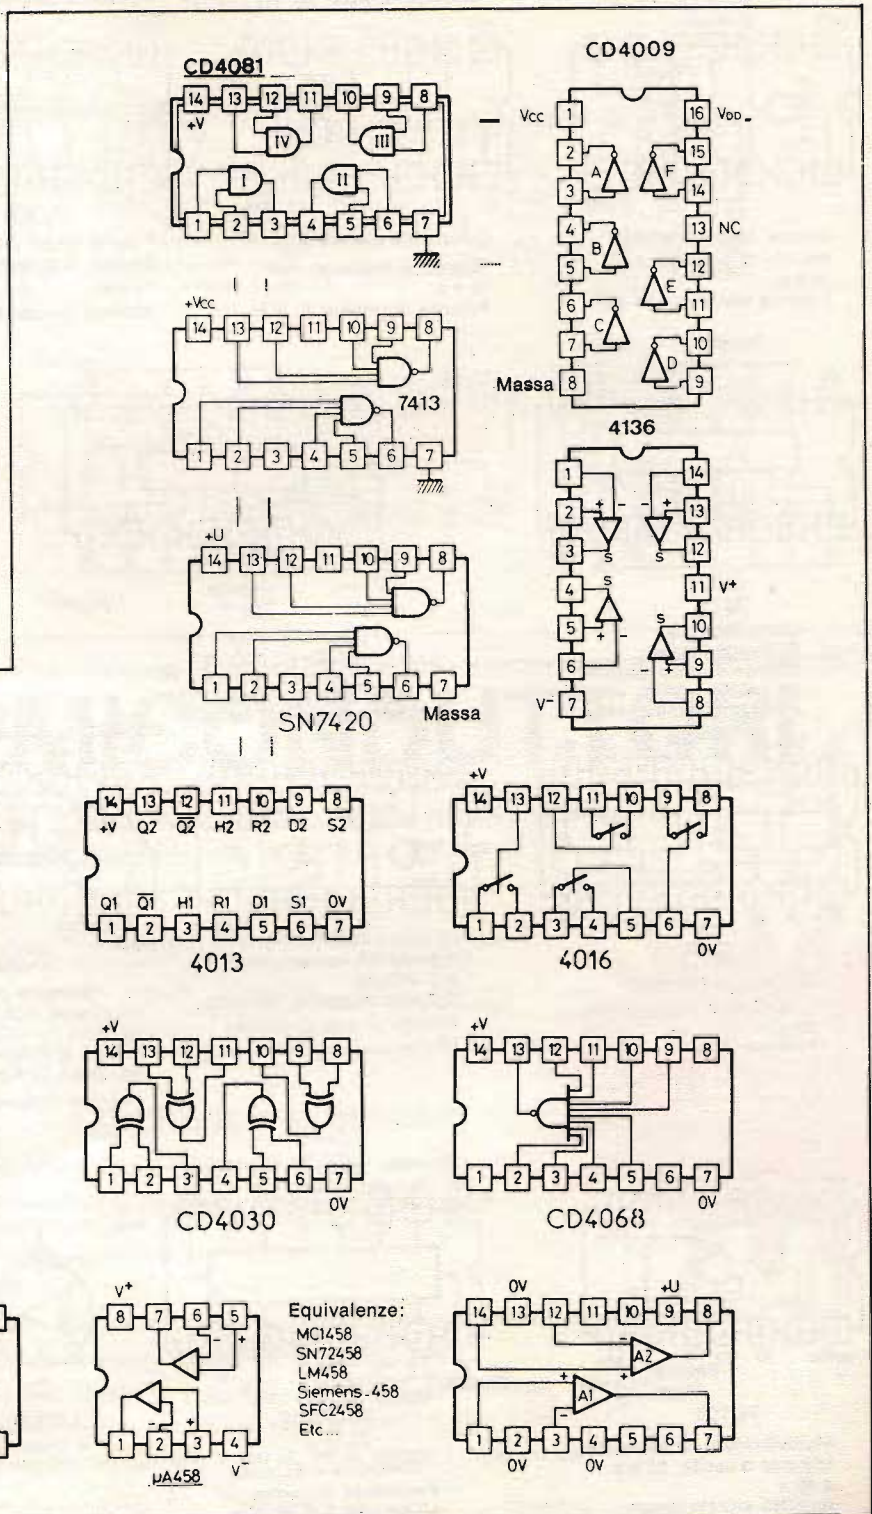 CD4081
14 13 12 11 10 9 8
+V
IV III
I II
1 2 3 4 5 6 7
CD4009
Vcc 1 16 VDD
2 15
A F
3 14
4 13 NC
B
5 12
E
6 11
C
7 10
D
Massa 8 9
+Vcc
14 13 12 11 10 9 8
7413
1 2 3 4 5 6 7
4136
1 14
+ - - +
2 13
3 12
S S
4 S 11 V+
5 + - S 10
6 - + 9
V- 7 8
+U
14 13 12 11 10 9 8
1 2 3 4 5 6 7
SN7420 Massa
14 13 12 11 10 9 8
+V Q2 Q̅2̅ H2 R2 D2 S2
Q1 Q̅1̅ H1 R1 D1 S1 0V
1 2 3 4 5 6 7
4013
+V
14 13 12 11 10 9 8
1 2 3 4 5 6 7
0V
4016
+V
14 13 12 11 10 9 8
1 2 3 4 5 6 7
0V
CD4030
+V
14 13 12 11 10 9 8
1 2 3 4 5 6 7
0V
CD4068
V+
8 7 6 5
- +
- +
1 2 3 4
V-
µA458
Equivalenze:
MC1458
SN72458
LM458
Siemens-458
SFC2458
Etc...
0V +U
14 13 12 11 10 9 8
- A2 +
+ A1 -
1 2 3 4 5 6 7
0V 0V